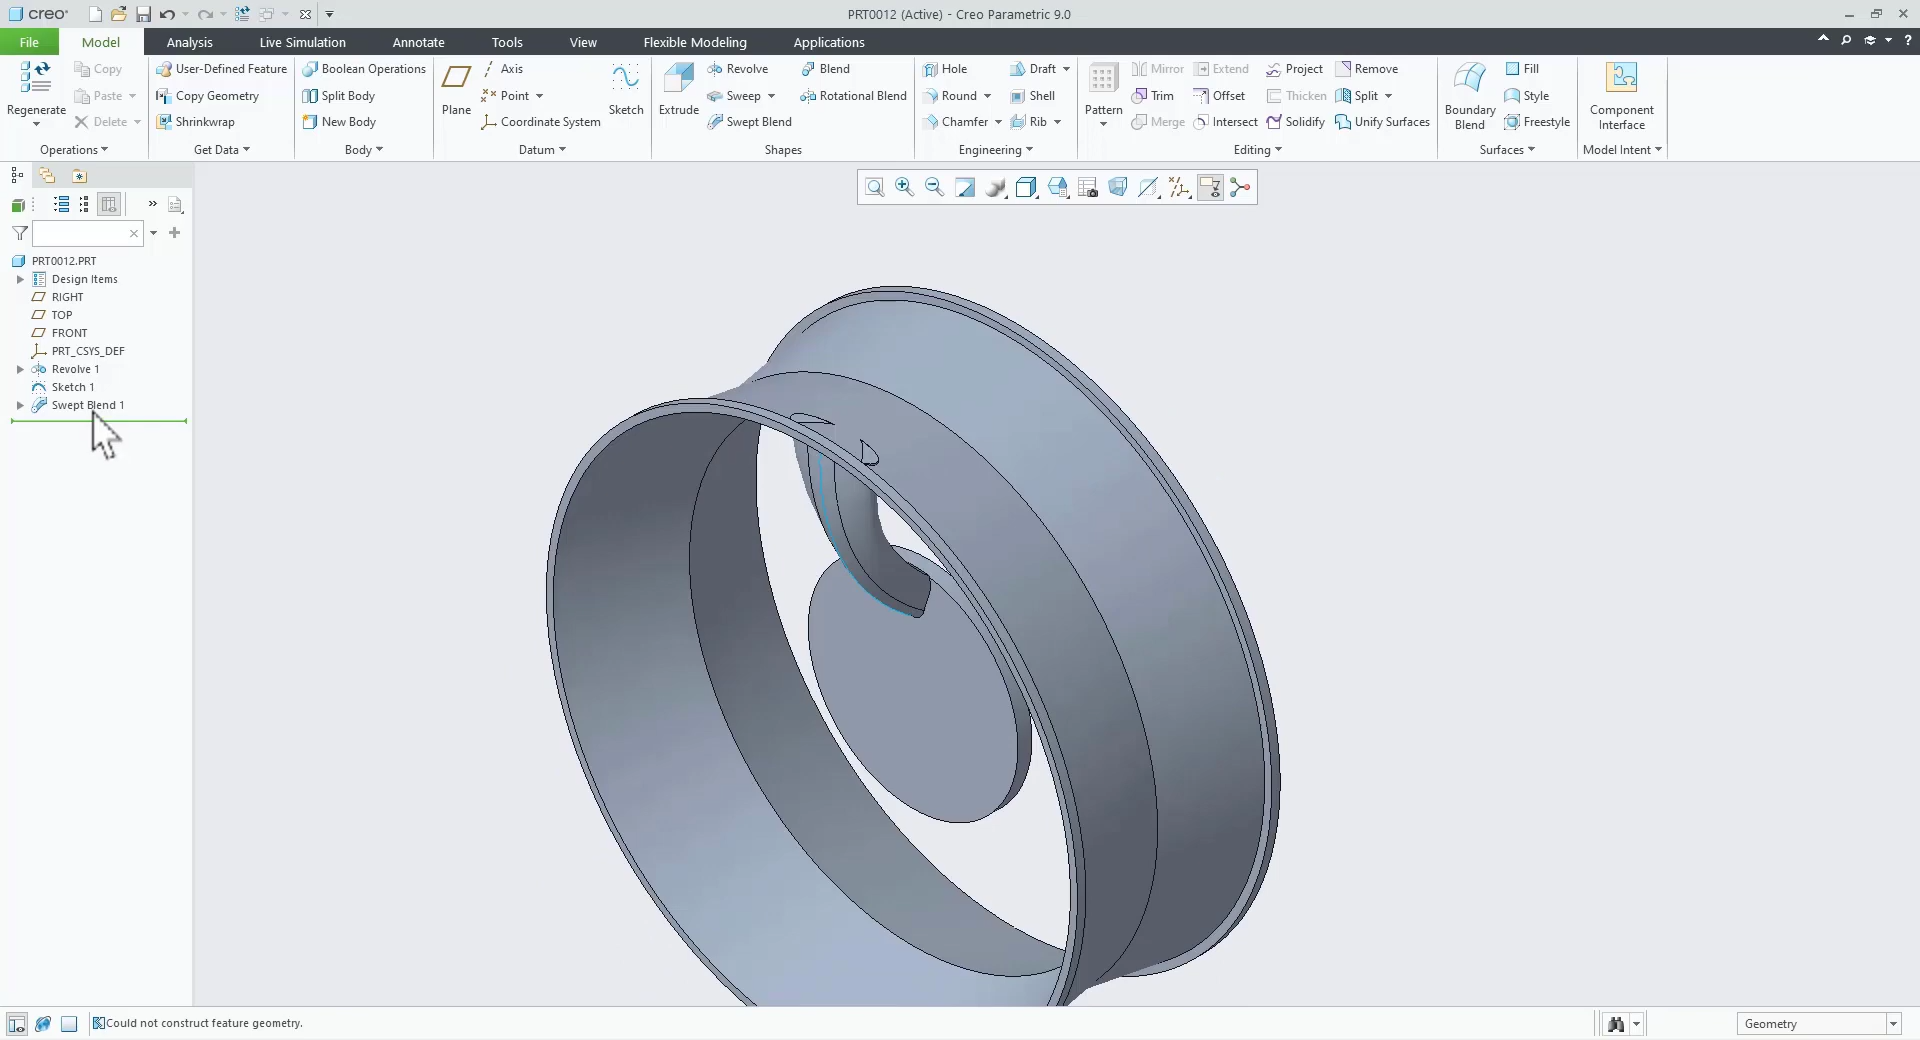 creo®
PRT0012 (Active) - Creo Parametric 9.0
File Model Analysis Live Simulation Annotate Tools View Flexible Modeling Applications
Regenerate
Copy
Paste
Delete
Operations
User-Defined Feature
Copy Geometry
Shrinkwrap
Get Data
Boolean Operations
Split Body
New Body
Body
Plane
Axis
Point
Coordinate System
Sketch
Datum
Extrude
Revolve
Sweep
Swept Blend
Blend
Rotational Blend
Shapes
Hole
Round
Chamfer
Draft
Shell
Rib
Engineering
Pattern
Mirror
Trim
Merge
Extend
Offset
Intersect
Project
Thicken
Solidify
Remove
Split
Unify Surfaces
Editing
Boundary
Blend
Fill
Style
Freestyle
Surfaces
Component
Interface
Model Intent
PRT0012.PRT
Design Items
RIGHT
TOP
FRONT
PRT_CSYS_DEF
Revolve 1
Sketch 1
Swept Blend 1
Could not construct feature geometry.
Geometry